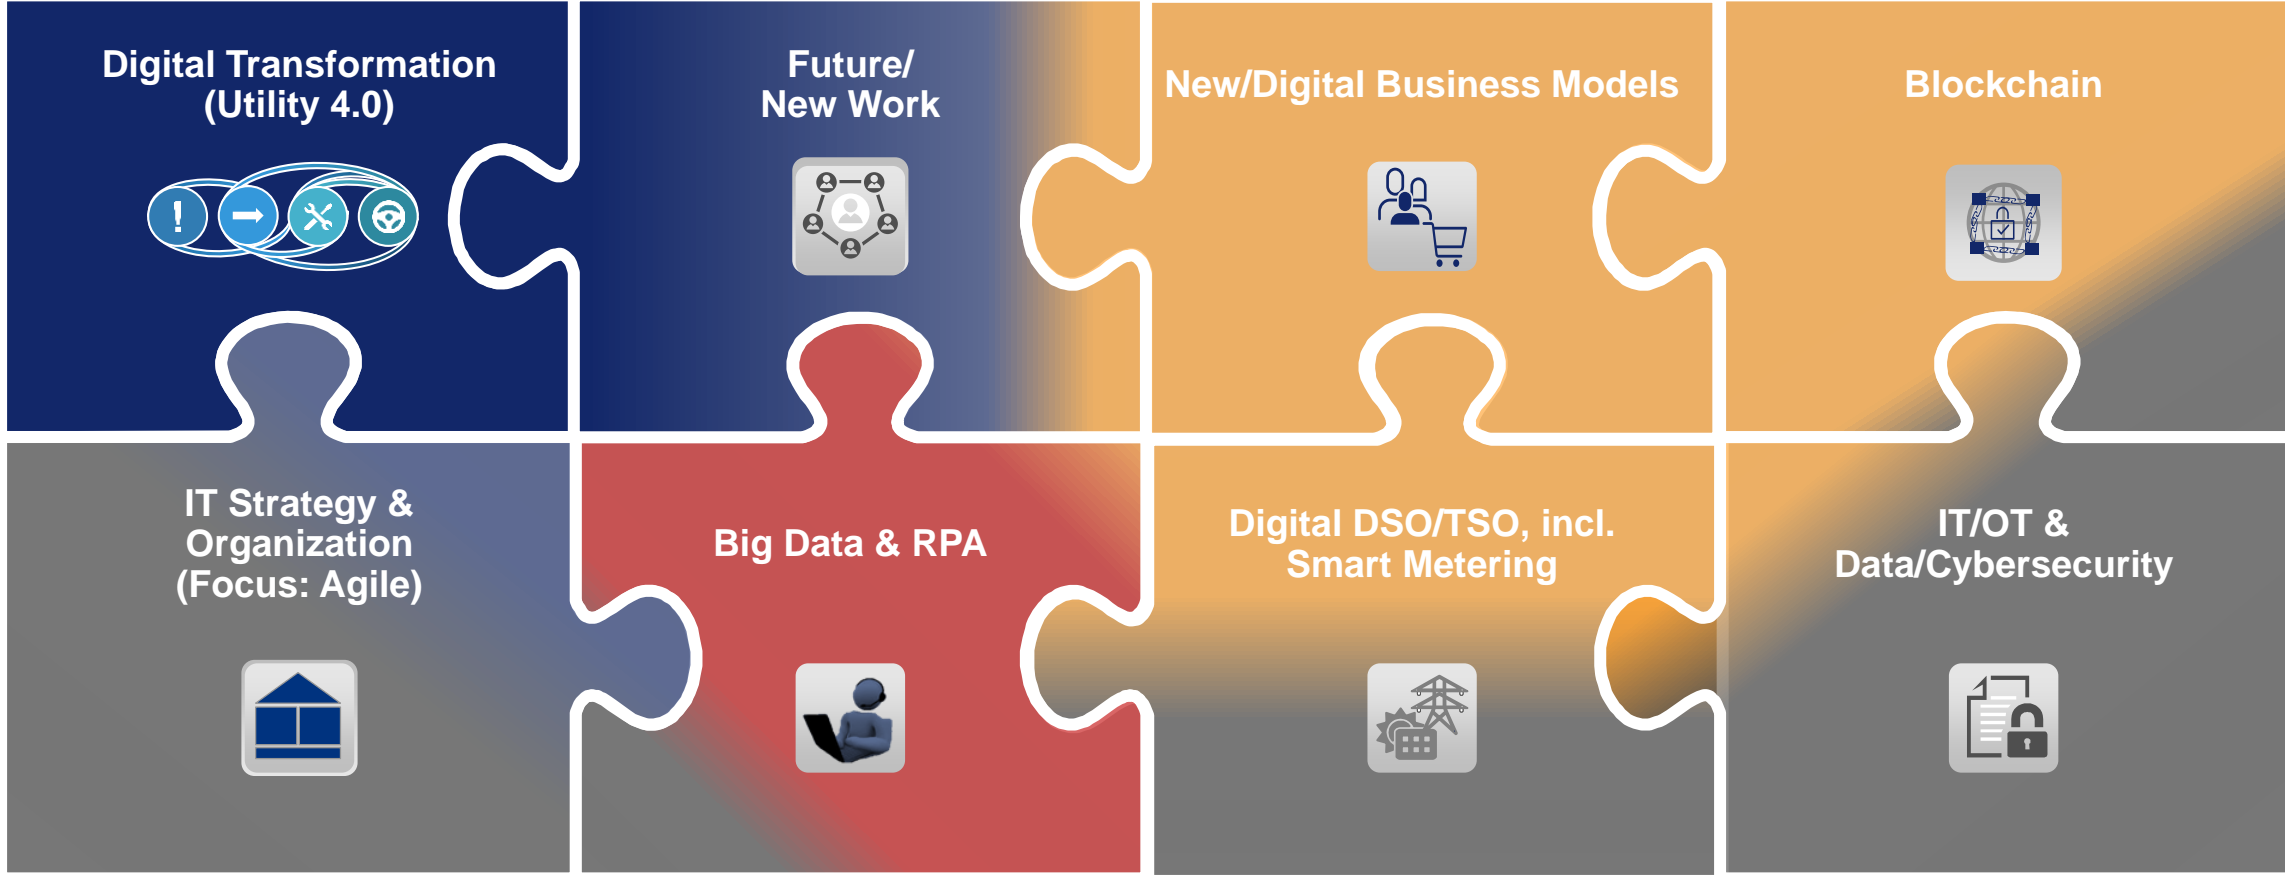 Digital Transformation
(Utility 4.0)
Future/
New Work
New/Digital Business Models
Blockchain
IT Strategy &
Organization
(Focus: Agile)
Big Data & RPA
Digital DSO/TSO, incl.
Smart Metering
IT/OT &
Data/Cybersecurity